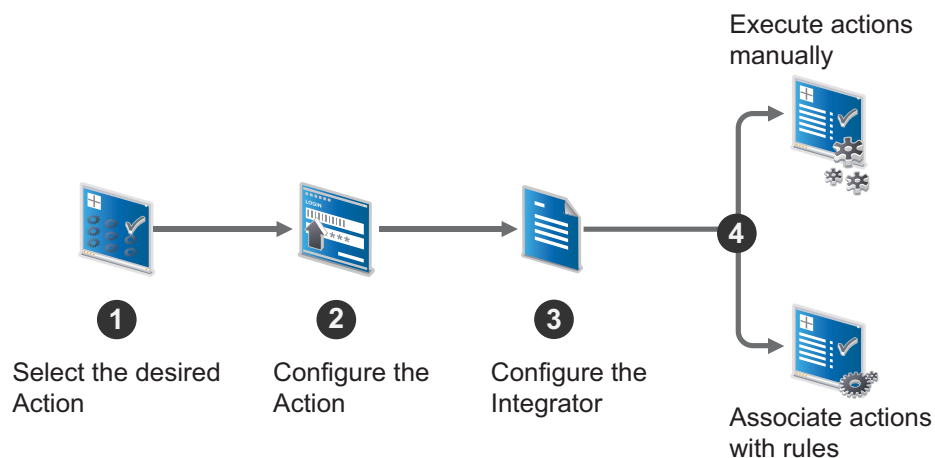 Execute actions
manually
LOGIN
***
4
1
2
3
Select the desired
Action
Configure the
Action
Configure the
Integrator
Associate actions
with rules